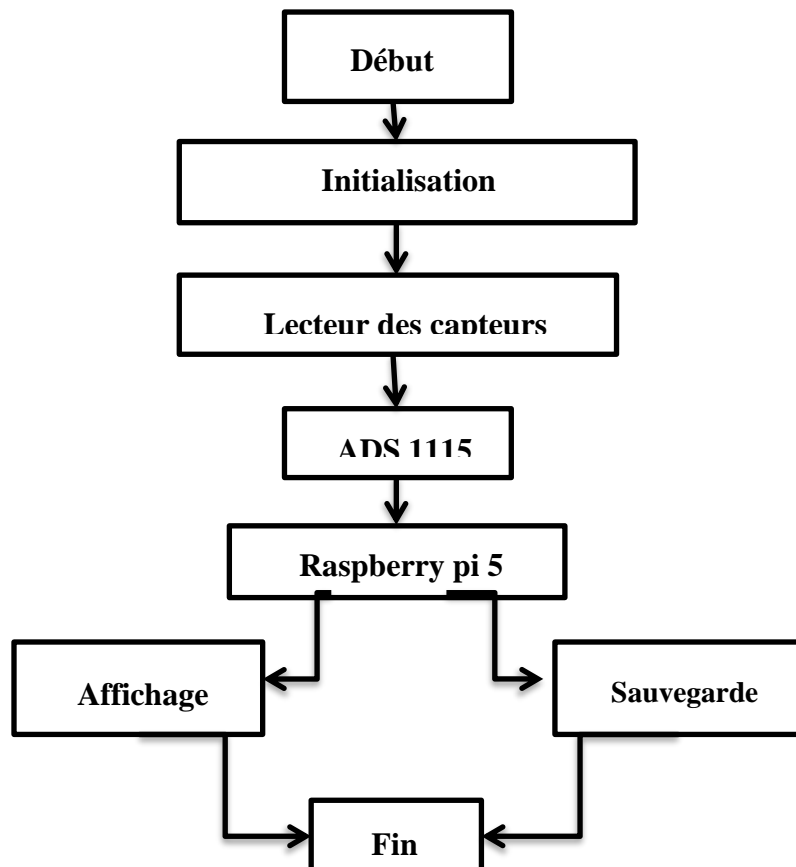 Début
Initialisation
Lecteur des capteurs
ADS 1115
Raspberry pi 5
Affichage
Sauvegarde
Fin